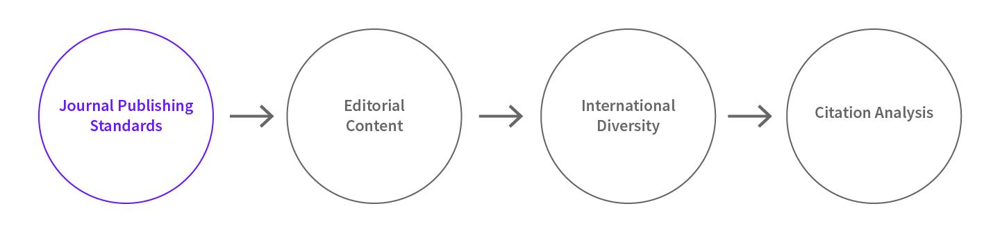 Journal Publishing
Standards
Editorial
Content
International
Diversity
Citation Analysis